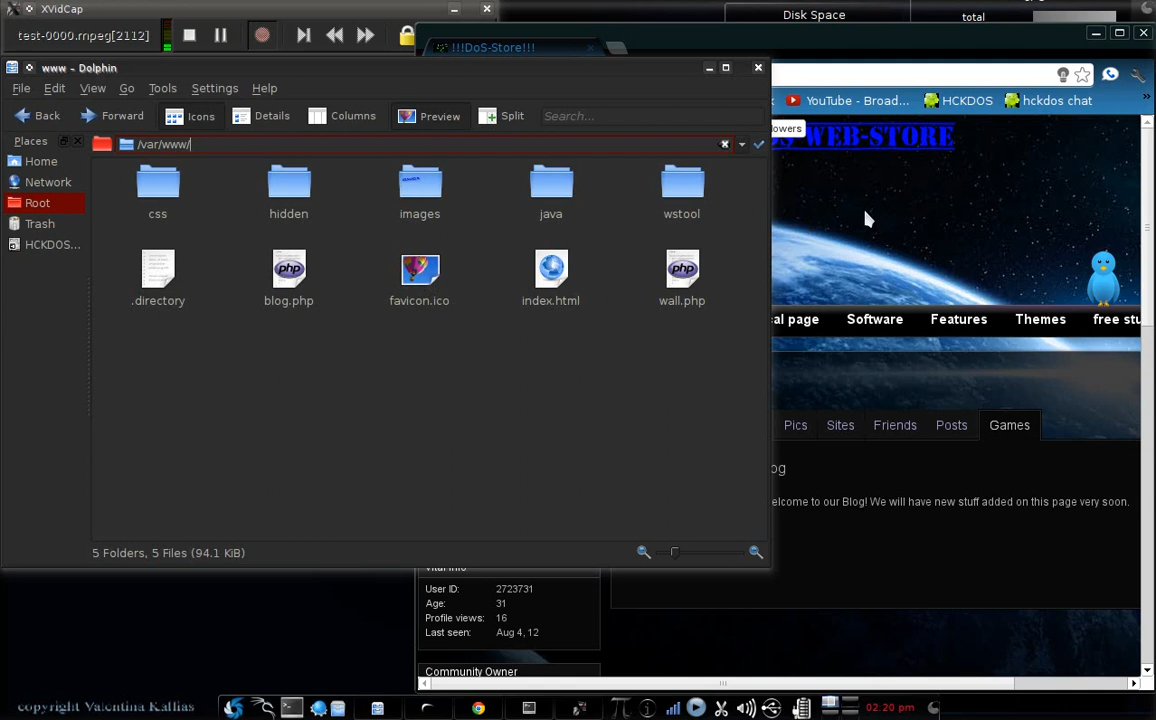 XVidCap
test-0000.mpeg[2112]
Disk Space
total
!!!DoS-Store!!!
www - Dolphin
File Edit View Go Tools Settings Help
YouTube - Broad... HCKDOS hckdos chat »
Back Forward Icons Details Columns Preview Split Search...
Places
/var/www/
WEB-STORE
Home
Network
Root
Trash
HCKDOS...
css hidden images java wstool
.directory blog.php favicon.ico index.html wall.php
al page Software Features Themes free stu
Pics Sites Friends Posts Games
og
elcome to our Blog! We will have new stuff added on this page very soon.
5 Folders, 5 Files (94.1 KiB)
Vital Info
User ID: 2723731
Age: 31
Profile views: 16
Last seen: Aug 4, 12
Community Owner
copyright Valentina Kallias
02:20 pm